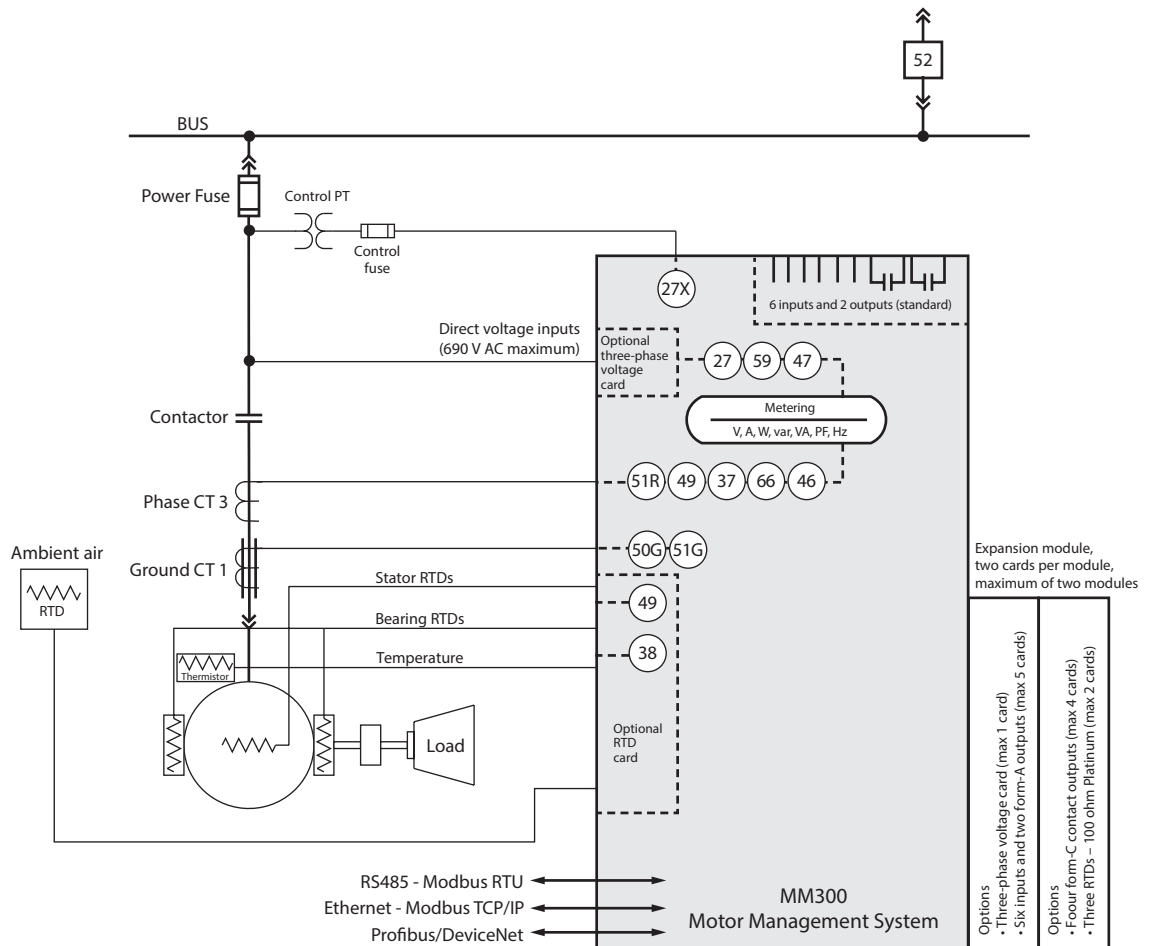 52
BUS
Power Fuse
Control PT
Control
fuse
27X
6 inputs and 2 outputs (standard)
Direct voltage inputs
(690 V AC maximum)
Optional
three-phase
voltage
card
27
59
47
Metering
V, A, W, var, VA, PF, Hz
Contactor
51R
49
37
66
46
Phase CT 3
50G
51G
Ground CT 1
Ambient air
RTD
Stator RTDs
49
Bearing RTDs
38
Temperature
Thermistor
Load
Optional
RTD
card
Expansion module,
two cards per module,
maximum of two modules
Options
• Three-phase voltage card (max 1 card)
• Six inputs and two form-A outputs (max 5 cards)
Options
• Foour form-C contact outputs (max 4 cards)
• Three RTDs – 100 ohm Platinum (max 2 cards)
RS485 - Modbus RTU
Ethernet - Modbus TCP/IP
Profibus/DeviceNet
MM300
Motor Management System